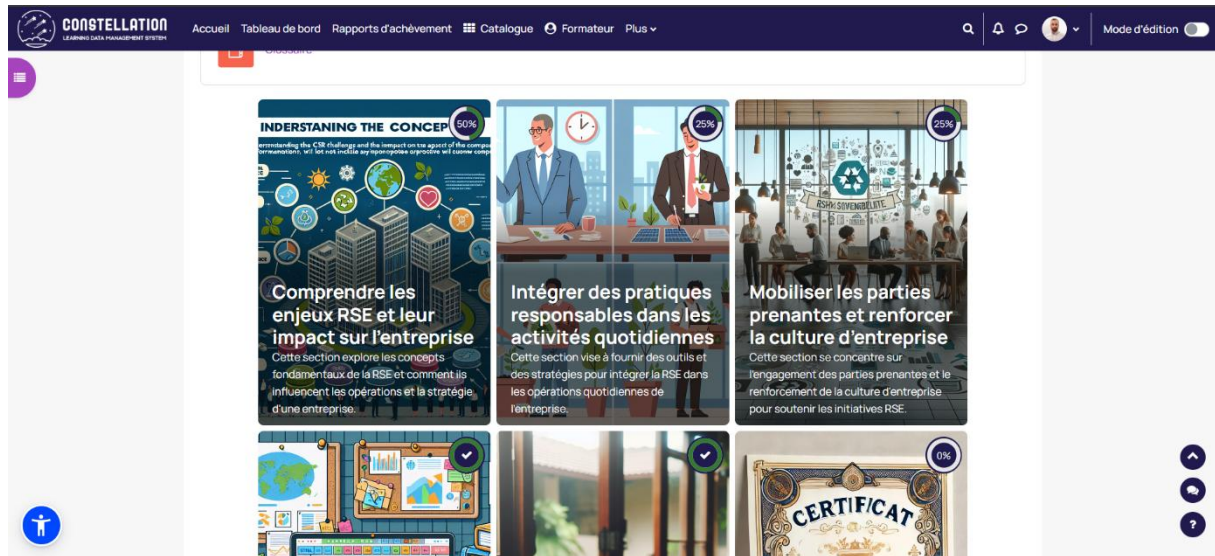 CONSTELLATION
LEARNING DATA MANAGEMENT SYSTEM
Accueil Tableau de bord Rapports d'achèvement Catalogue Formateur Plus
Mode d'édition
Glossaire
INDERSTANING THE CONCEP
50%
25%
25%
Comprendre les
enjeux RSE et leur
impact sur l'entreprise
Cette section explore les concepts
fondamentaux de la RSE et comment ils
influencent les opérations et la stratégie
d'une entreprise.
Intégrer des pratiques
responsables dans les
activités quotidiennes
Cette section vise à fournir des outils et
des stratégies pour intégrer la RSE dans
les opérations quotidiennes de
l'entreprise.
Mobiliser les parties
prenantes et renforcer
la culture d'entreprise
Cette section se concentre sur
l'engagement des parties prenantes et le
renforcement de la culture d'entreprise
pour soutenir les initiatives RSE.
0%
CERTIFICAT
?